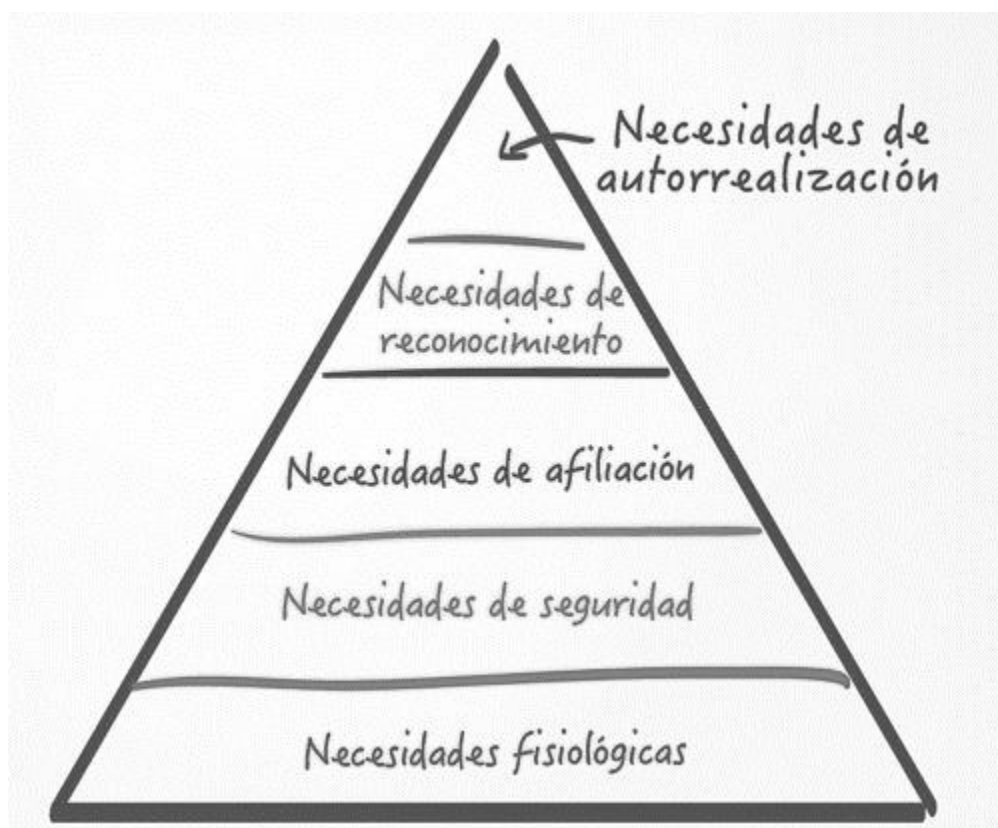 Necesidades de
autorrealización
Necesidades de
reconocimiento
Necesidades de afiliación
Necesidades de seguridad
Necesidades fisiológicas